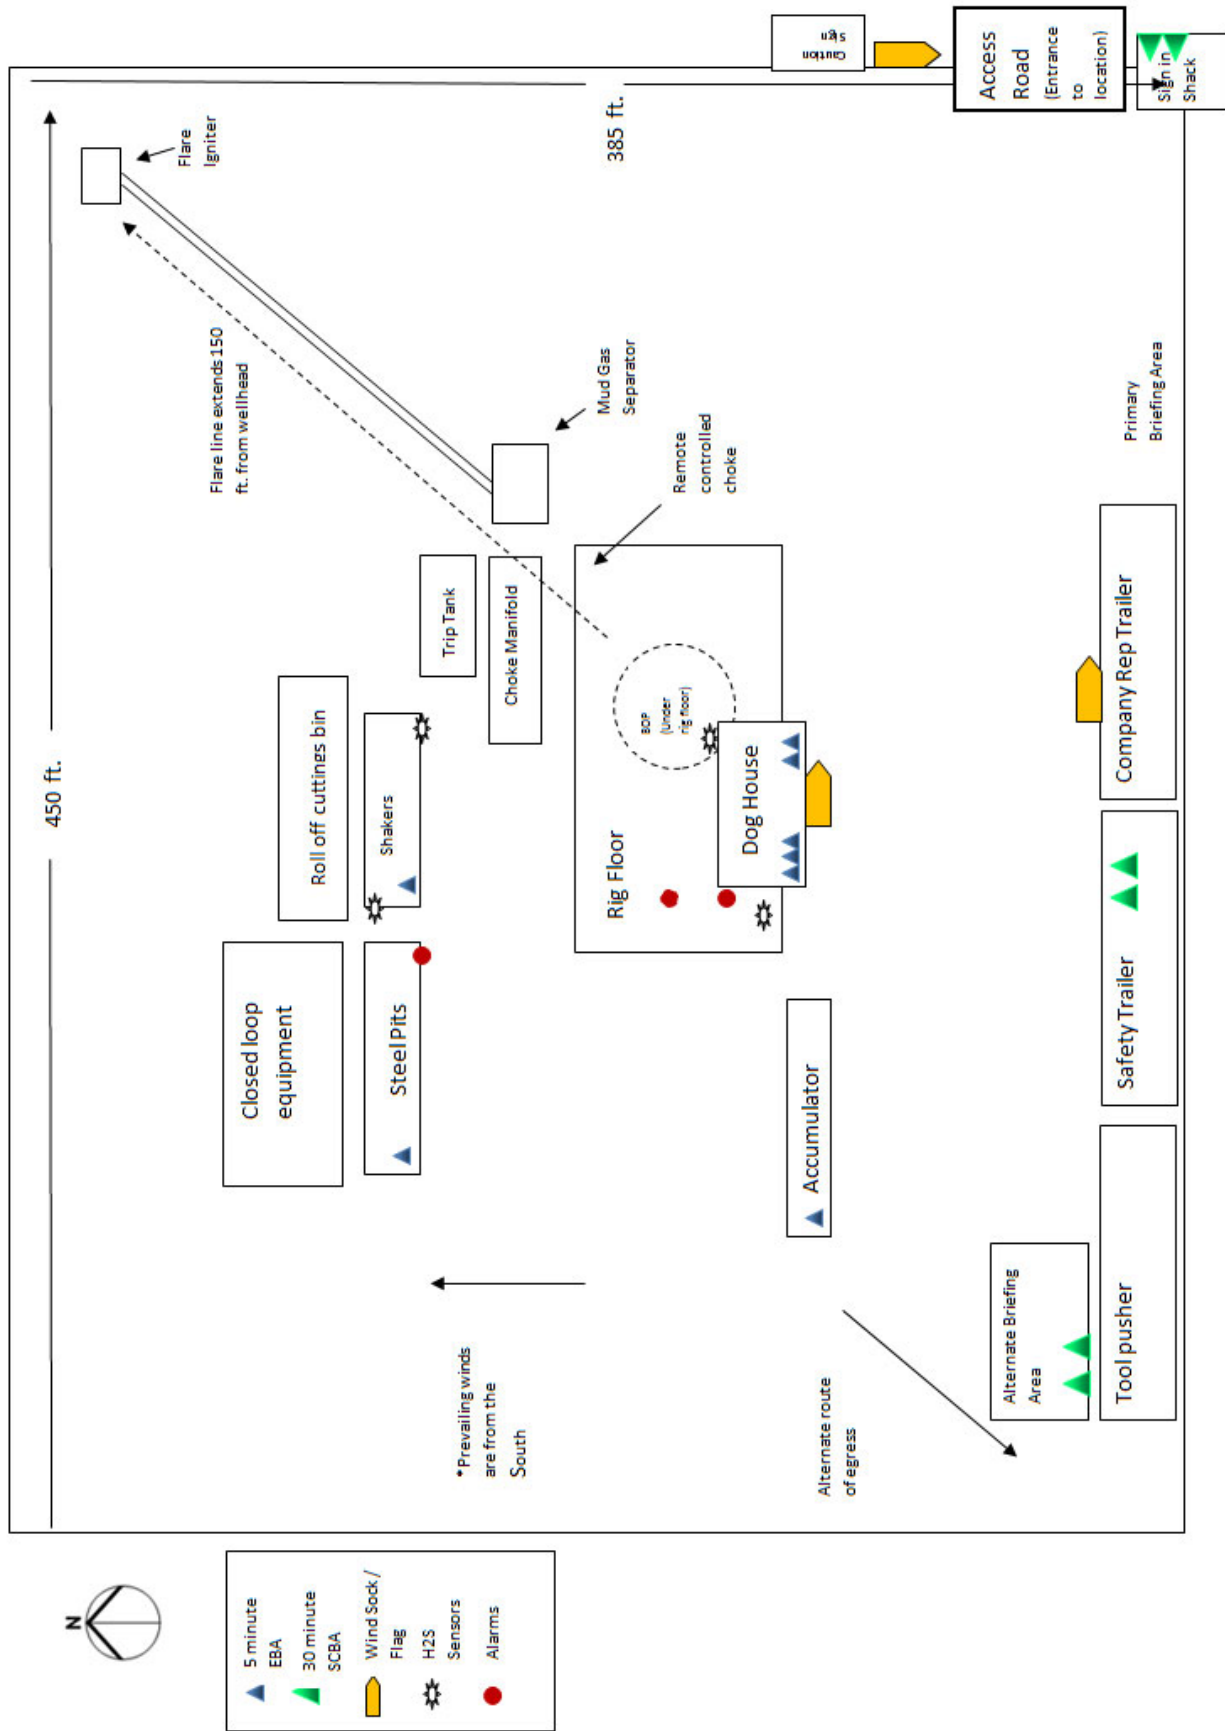 450 ft.
385 ft.
Caution
sign
Access
Road
(Entrance
to
location)
Sign in
Shack
Flare
Igniter
Flare line extends 150
ft. from wellhead
Mud Gas
Separator
Remote
controlled
choke
Trip Tank
Choke Manifold
Roll off cuttings bin
Shakers
Closed loop
equipment
Steel Pits
Rig Floor
BOP
(Under
rig floor)
Dog House
Accumulator
Primary
Briefing Area
Company Rep Trailer
Safety Trailer
Tool pusher
Alternate Briefing
Area
*Prevailing winds
are from the
South
Alternate route
of egress
N
5 minute
EBA
30 minute
SCBA
Wind Sock /
Flag
H2S
Sensors
Alarms